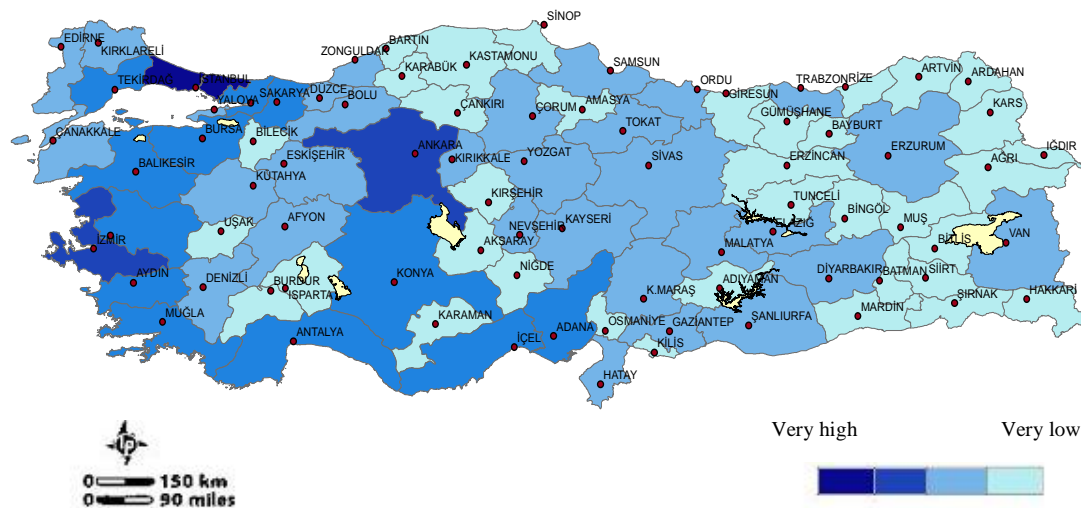 SİNOP
EDİRNE
BARTIN
KIRKLARELİ
ZONGULDAK
KASTAMONU
SAMSUN
KARABÜK
ARTVİN
ARDAHAN
TEKİRDAĞ
İSTANBUL
ORDU
TRABZON
RİZE
SAKARYA
DÜZCE
GİRESUN
YALOVA
BOLU
ÇANKIRI
ÇORUM
AMASYA
GÜMÜŞHANE
KARS
BAYBURT
ÇANAKKALE
BURSA
BİLECİK
TOKAT
ANKARA
KIRIKKALE
YOZGAT
SİVAS
ERZİNCAN
ERZURUM
IĞDIR
AĞRI
BALIKESİR
ESKİŞEHİR
KÜTAHYA
KIRŞEHİR
TUNCELİ
BİNGÖL
MUŞ
UŞAK
AFYON
NEVŞEHİR
KAYSERİ
ELAZIĞ
İZMİR
AKSARAY
MALATYA
BİTLİS
VAN
AYDIN
DENİZLİ
KONYA
NİĞDE
DİYARBAKIR
BATMAN
SİİRT
BURDUR
ISPARTA
ADIYAMAN
K.MARAŞ
MARDİN
ŞIRNAK
HAKKARİ
MUĞLA
KARAMAN
OSMANİYE
GAZİANTEP
ŞANLIURFA
ANTALYA
İÇEL
ADANA
KİLİS
HATAY
Very high Very low
0 150 km
0 90 miles